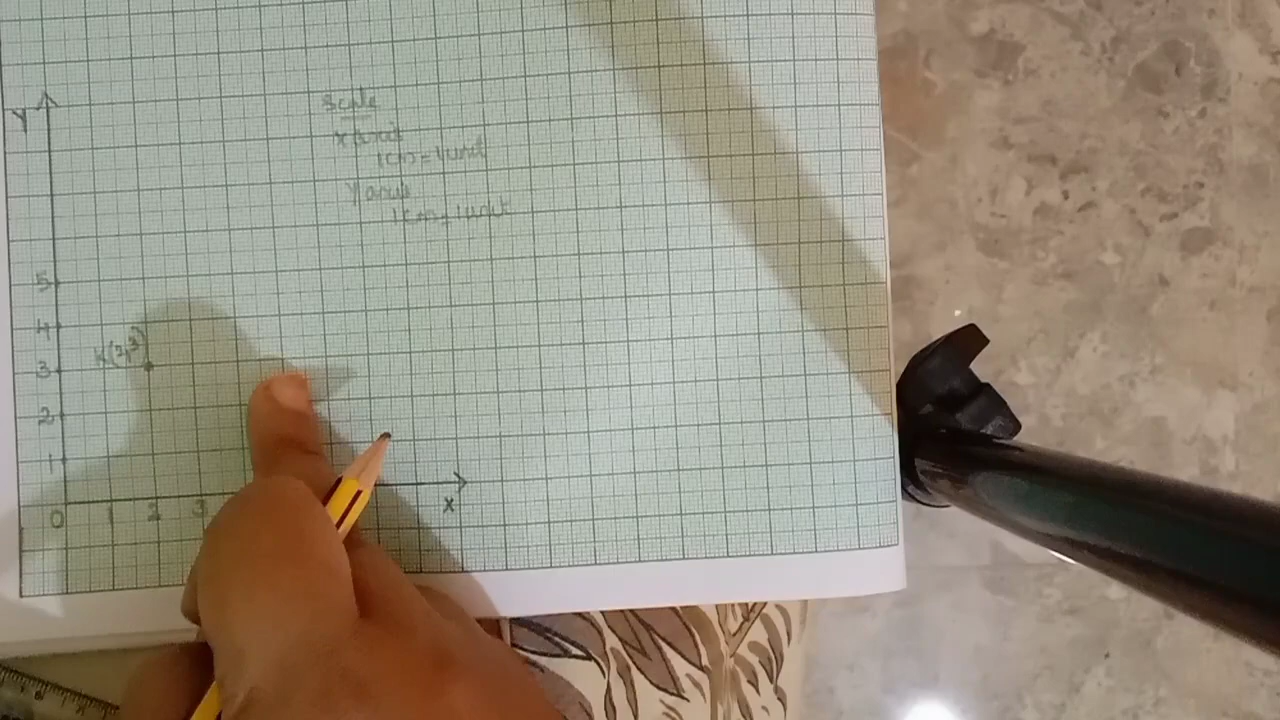 Scale
x axis
1cm = 1unit
Y axis
1cm = 1unit
Y
5
4
K(2,3)
3
2
1
0 1 2 3
X